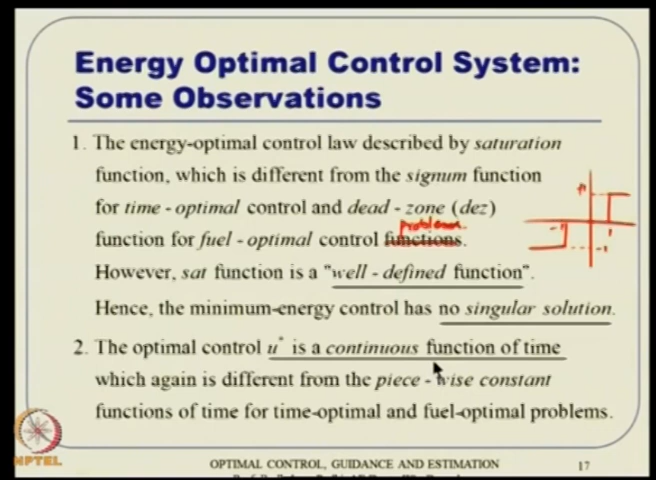 Energy Optimal Control System:
Some Observations
1. The energy-optimal control law described by saturation
function, which is different from the signum function
for time - optimal control and dead - zone (dez)
problems
function for fuel - optimal control functions.
However, sat function is a "well - defined function".
Hence, the minimum-energy control has no singular solution.
2. The optimal control u* is a continuous function of time
which again is different from the piece - wise constant
functions of time for time-optimal and fuel-optimal problems.
NPTEL
OPTIMAL CONTROL, GUIDANCE AND ESTIMATION
17